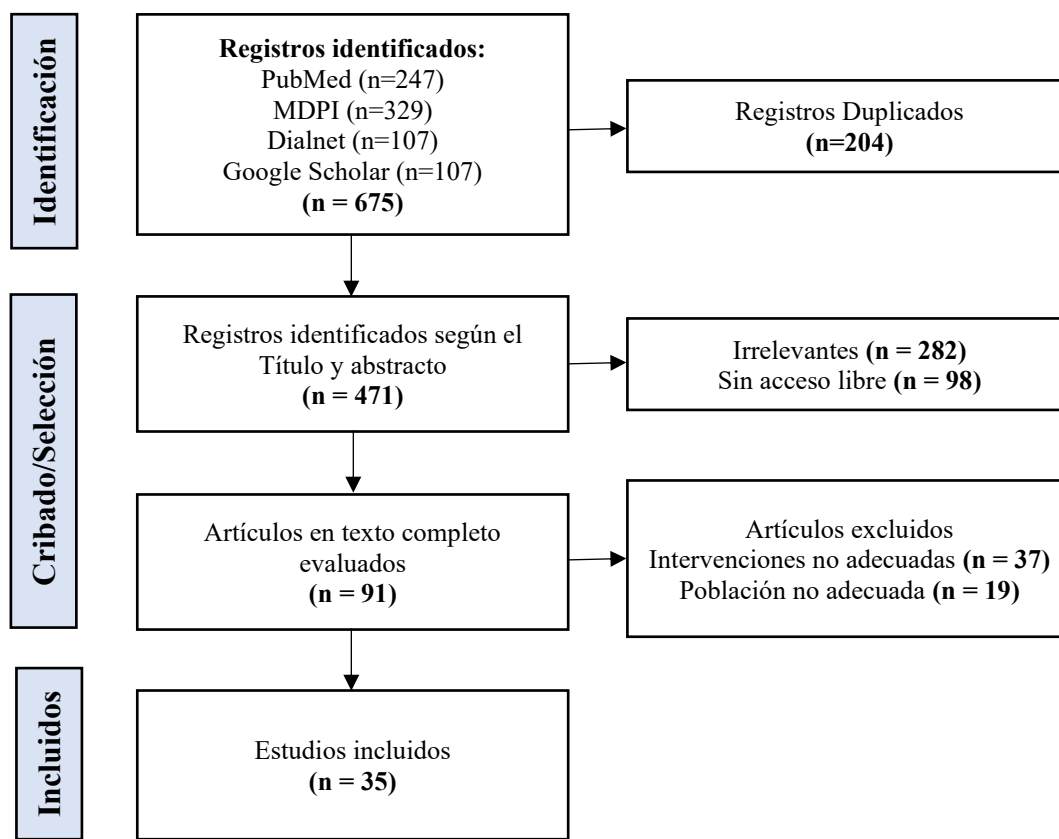 Identificación
Registros identificados:
PubMed (n=247)
MDPI (n=329)
Dialnet (n=107)
Google Scholar (n=107)
(n = 675)
Registros Duplicados
(n=204)
Cribado/Selección
Registros identificados según el
Título y abstracto
(n = 471)
Irrelevantes (n = 282)
Sin acceso libre (n = 98)
Artículos en texto completo
evaluados
(n = 91)
Artículos excluidos
Intervenciones no adecuadas (n = 37)
Población no adecuada (n = 19)
Incluidos
Estudios incluidos
(n = 35)